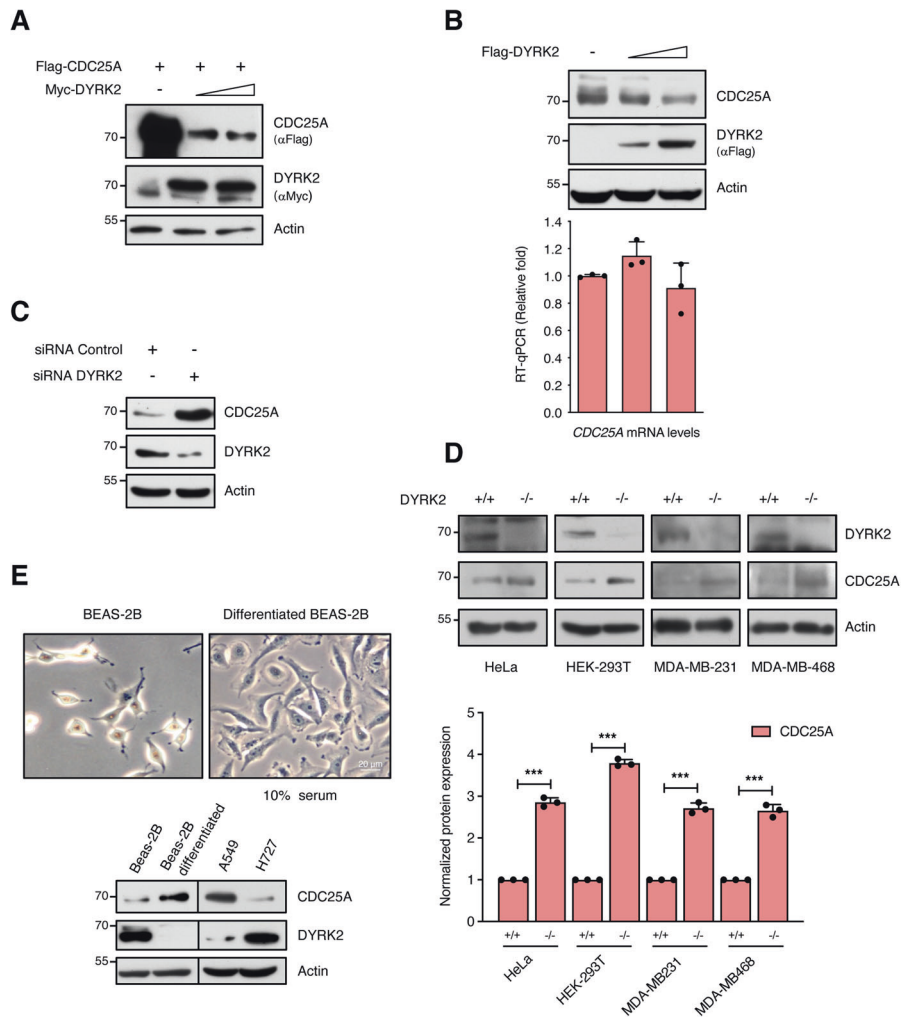 A
Flag-CDC25A + + +
Myc-DYRK2 -
70
CDC25A
(αFlag)
70
DYRK2
(αMyc)
55
Actin
B
Flag-DYRK2 -
70
CDC25A
70
DYRK2
(αFlag)
55
Actin
RT-qPCR (Relative fold)
1.4
1.2
1.0
0.8
0.6
0.4
0.2
0.0
CDC25A mRNA levels
C
siRNA Control + -
siRNA DYRK2 - +
70
CDC25A
70
DYRK2
55
Actin
D
DYRK2 +/+ -/- +/+ -/- +/+ -/- +/+ -/-
70
DYRK2
70
CDC25A
55
Actin
HeLa HEK-293T MDA-MB-231 MDA-MB-468
Normalized protein expression
5
4
3
2
1
0
CDC25A
*** *** *** ***
+/+ -/- +/+ -/- +/+ -/- +/+ -/-
HeLa HEK-293T MDA-MB231 MDA-MB468
E
BEAS-2B Differentiated BEAS-2B
20 µm
10% serum
Beas-2B
Beas-2B
differentiated
A549
H727
70
CDC25A
70
DYRK2
55
Actin